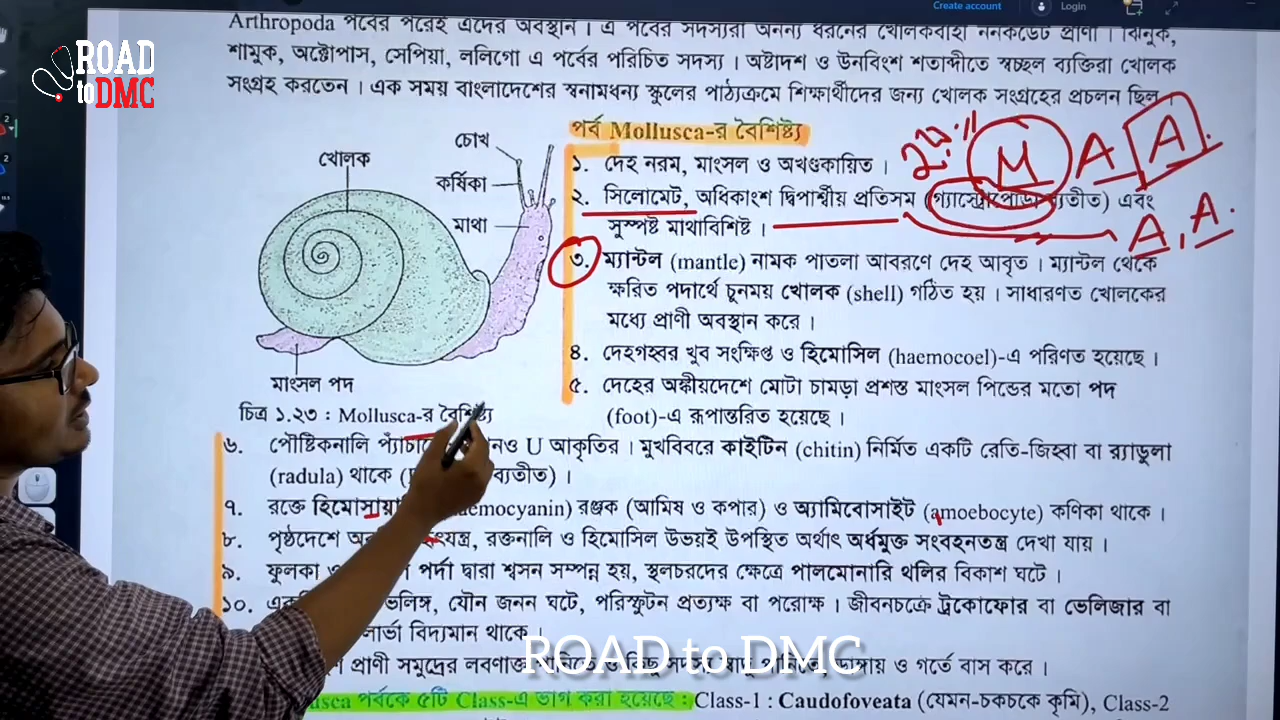 Create account
Login
Arthropoda পর্বের পরেই এদের অবস্থান। এ পর্বের সদস্যরা অনন্য ধরনের খোলকবাহী ননকর্ডেট প্রাণী। ঝিনুক,
শামুক, অক্টোপাস, সেপিয়া, ললিগো এ পর্বের পরিচিত সদস্য। অষ্টাদশ ও উনবিংশ শতাব্দীতে স্বচ্ছল ব্যক্তিরা খোলক
সংগ্রহ করতেন। এক সময় বাংলাদেশের স্বনামধন্য স্কুলের পাঠ্যক্রমে শিক্ষার্থীদের জন্য খোলক সংগ্রহের প্রচলন ছিল।
ROAD
toDMC
চোখ
খোলক
কর্ষিকা
মাথা
মাংসল পদ
চিত্র ১.২৩ : Mollusca-র বৈশিষ্ট্য
পর্ব Mollusca-র বৈশিষ্ট্য
M A A
A, A
১. দেহ নরম, মাংসল ও অখণ্ডকায়িত।
২. সিলোমেট, অধিকাংশ দ্বিপার্শ্বীয় প্রতিসম (গ্যাস্ট্রোপোডা ব্যতীত) এবং
সুস্পষ্ট মাথাবিশিষ্ট।
৩. ম্যান্টল (mantle) নামক পাতলা আবরণে দেহ আবৃত। ম্যান্টল থেকে
ক্ষরিত পদার্থে চূনময় খোলক (shell) গঠিত হয়। সাধারণত খোলকের
মধ্যে প্রাণী অবস্থান করে।
৪. দেহগহ্বর খুব সংক্ষিপ্ত ও হিমোসিল (haemocoel)-এ পরিণত হয়েছে।
৫. দেহের অঙ্কীয়দেশে মোটা চামড়া প্রশস্ত মাংসল পিন্ডের মতো পদ
(foot)-এ রূপান্তরিত হয়েছে।
৬. পৌষ্টিকনালি U আকৃতির। মুখবিবরে কাইটিন (chitin) নির্মিত একটি রেতি-জিহ্বা বা র‍্যাডুলা
(radula) থাকে ব্যতীত)।
৭. রক্তে রঞ্জক (আমিষ ও কপার) ও অ্যামিবোসাইট (amoebocyte) কণিকা থাকে।
৮. পৃষ্ঠদেশে রক্তনালি ও হিমোসিল উভয়ই উপস্থিত অর্থাৎ অর্ধমুক্ত সংবহনতন্ত্র দেখা যায়।
৯. ফুলকা পর্দা দ্বারা শ্বসন সম্পন্ন হয়, স্থলচরদের ক্ষেত্রে পালমোনারি থলির বিকাশ ঘটে।
১০. যৌন জনন ঘটে, পরিস্ফুটন প্রত্যক্ষ বা পরোক্ষ। জীবনচক্রে ট্রকোফোর বা ভেলিজার বা
লার্ভা বিদ্যমান থাকে।
প্রাণী সমুদ্রের ও গর্তে বাস করে।
ROAD to DMC
পর্বকে ৫টি Class-এ ভাগ করা হয়েছে : Class-1 : Caudofoveata (যেমন-চকচকে কৃমি), Class-2